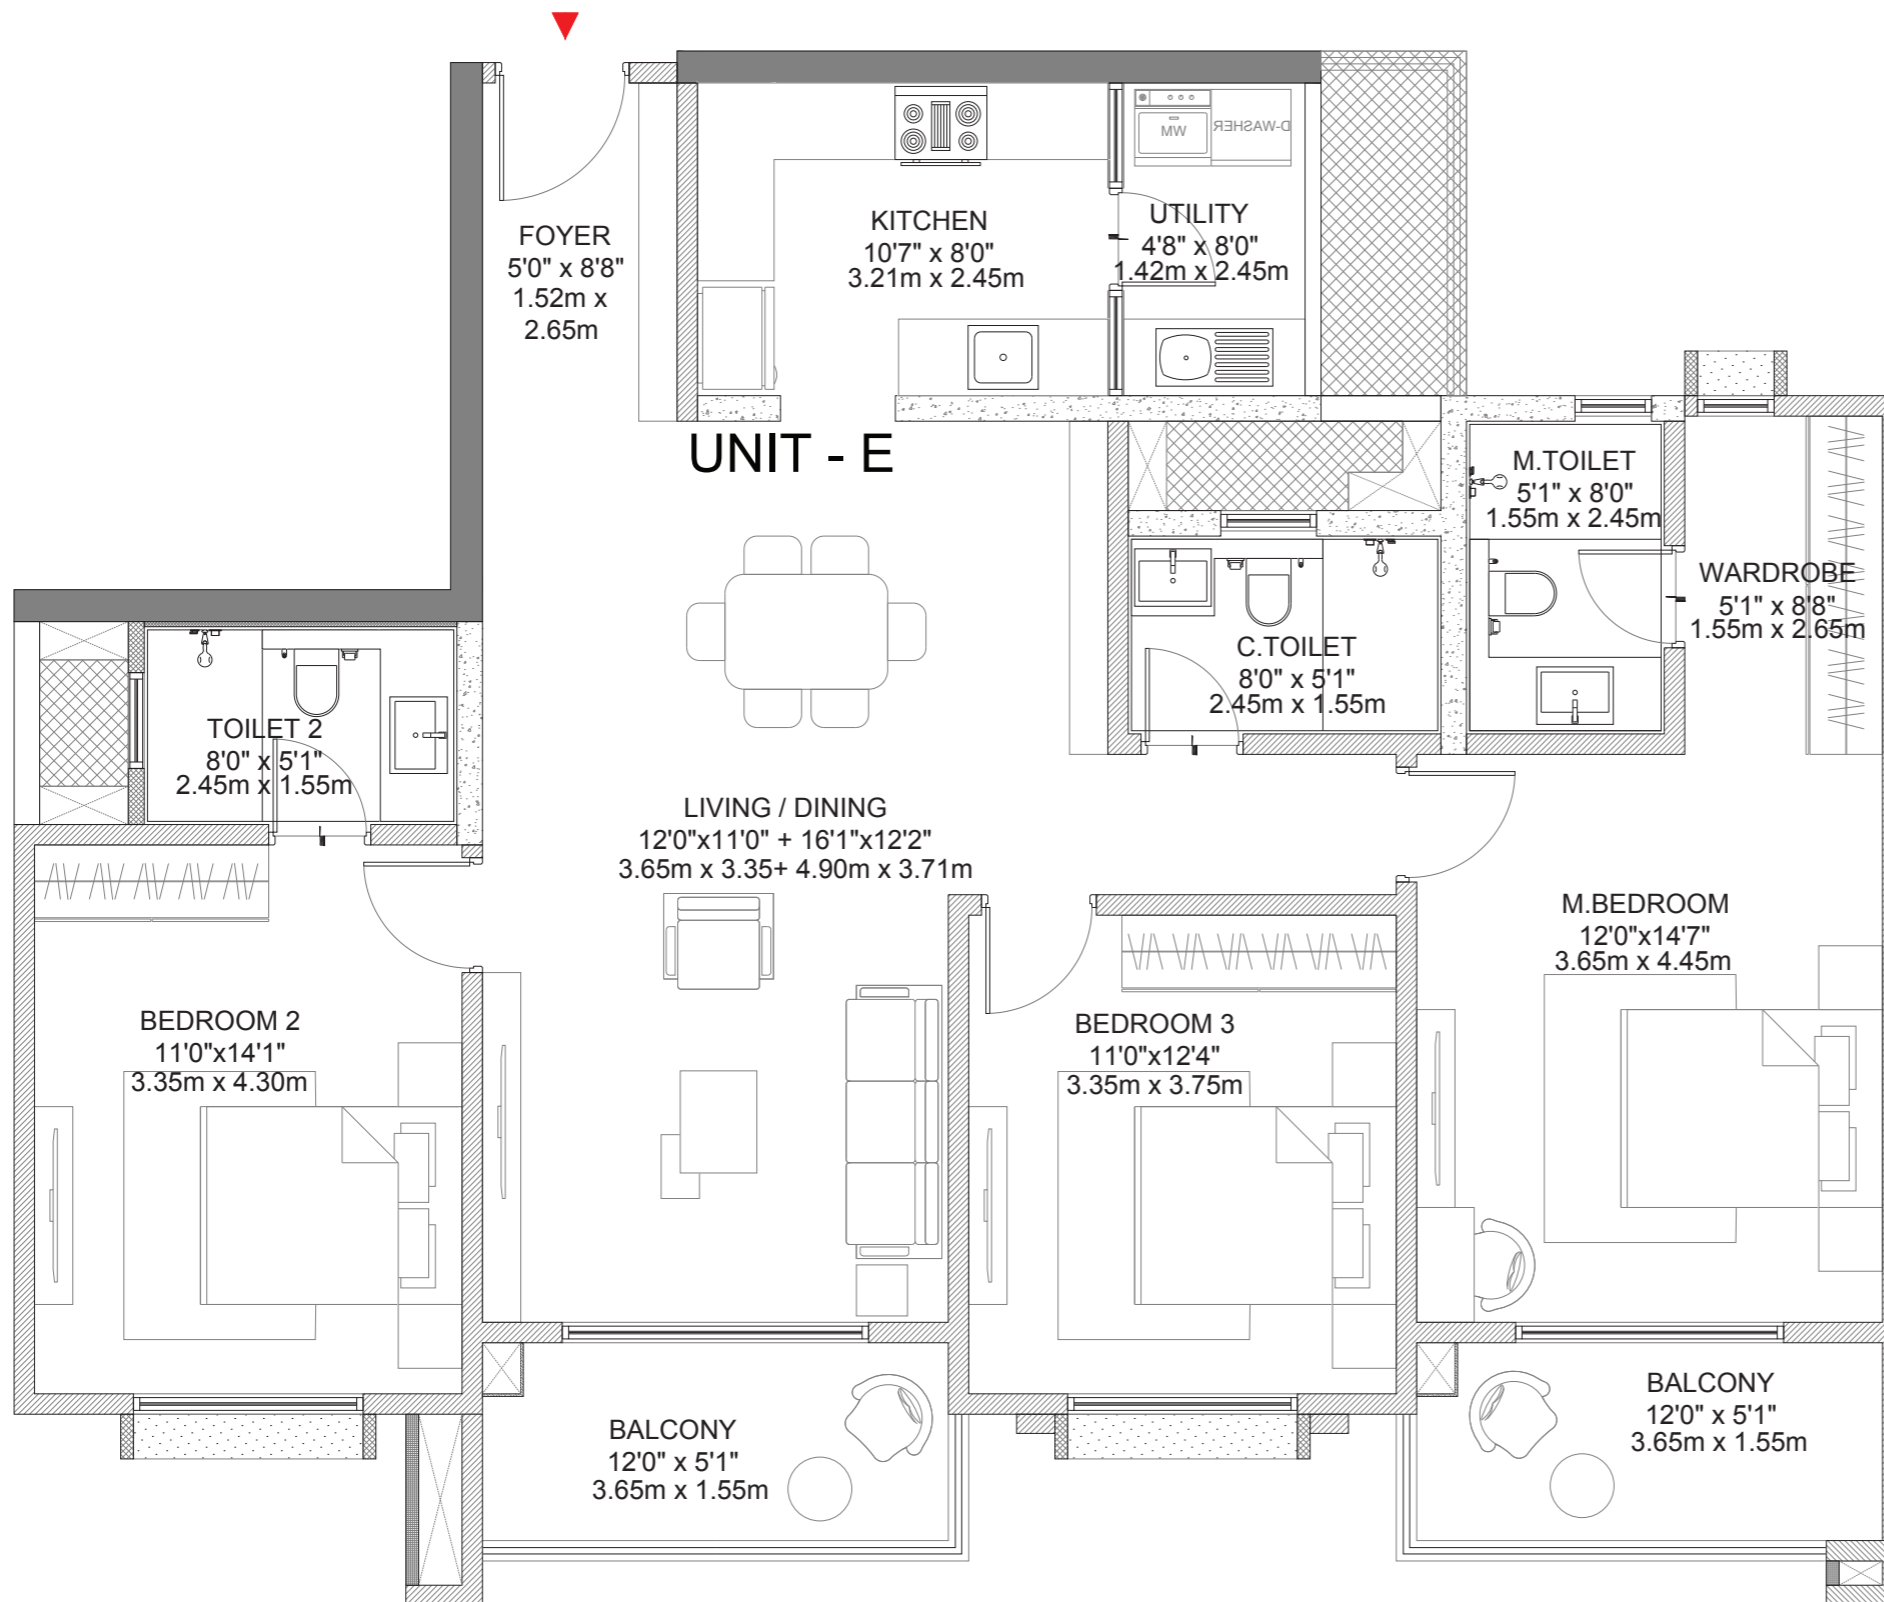 FOYER
5'0" x 8'8"
1.52m x
2.65m
KITCHEN
10'7" x 8'0"
3.21m x 2.45m
WM
D-WASHER
UTILITY
4'8" x 8'0"
1.42m x 2.45m
UNIT - E
M.TOILET
5'1" x 8'0"
1.55m x 2.45m
WARDROBE
5'1" x 8'8"
1.55m x 2.65m
C.TOILET
8'0" x 5'1"
2.45m x 1.55m
TOILET 2
8'0" x 5'1"
2.45m x 1.55m
LIVING / DINING
12'0"x11'0" + 16'1"x12'2"
3.65m x 3.35+ 4.90m x 3.71m
M.BEDROOM
12'0"x14'7"
3.65m x 4.45m
BEDROOM 2
11'0"x14'1"
3.35m x 4.30m
BEDROOM 3
11'0"x12'4"
3.35m x 3.75m
BALCONY
12'0" x 5'1"
3.65m x 1.55m
BALCONY
12'0" x 5'1"
3.65m x 1.55m